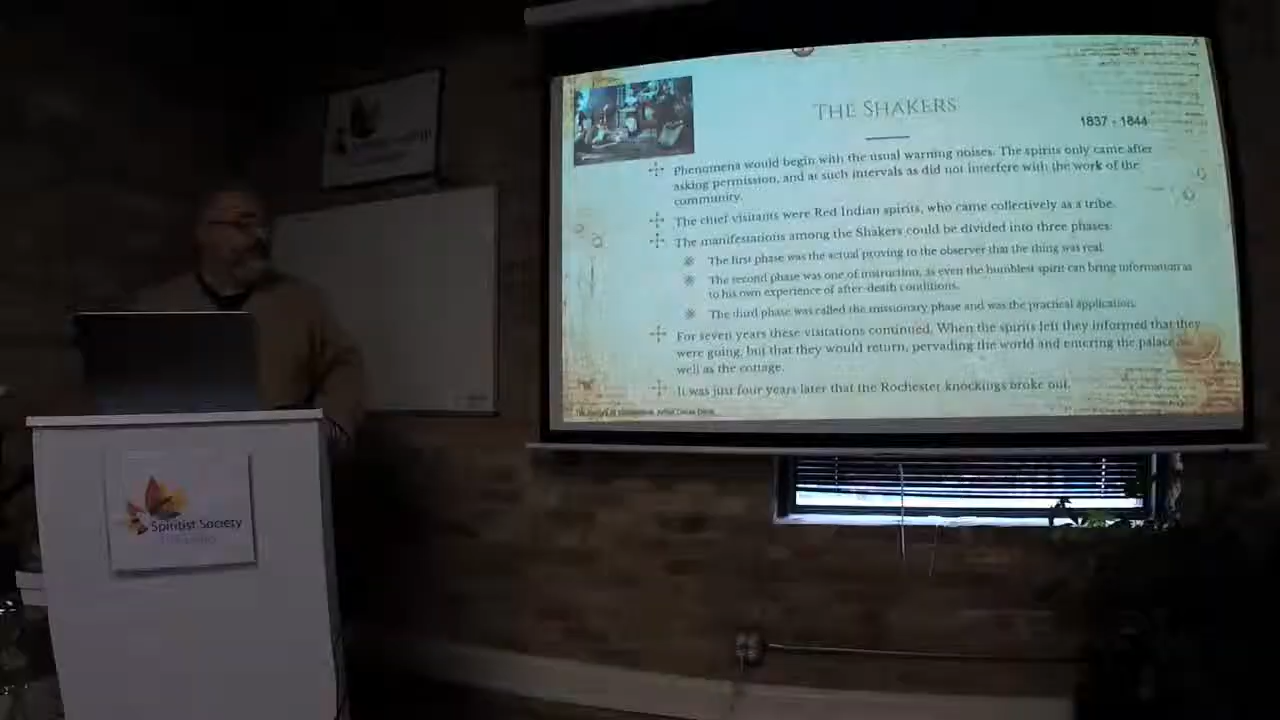 THE SHAKERS
1837 - 1844
Phenomena would begin with the usual warning noises. The spirits only came after
asking permission, and at such intervals as did not interfere with the work of the
community.
The chief visitants were Red Indian spirits, who came collectively as a tribe.
The manifestations among the Shakers could be divided into three phases:
The first phase was the actual proving to the observer that the thing was real.
The second phase was one of instruction, as even the humblest spirit can bring information as
to his own experience of after-death conditions.
The third phase was called the missionary phase and was the practical application.
For seven years these visitations continued. When the spirits left they informed that they
were going, but that they would return, pervading the world and entering the palace as
well as the cottage.
It was just four years later that the Rochester knockings broke out.
Spiritist Society